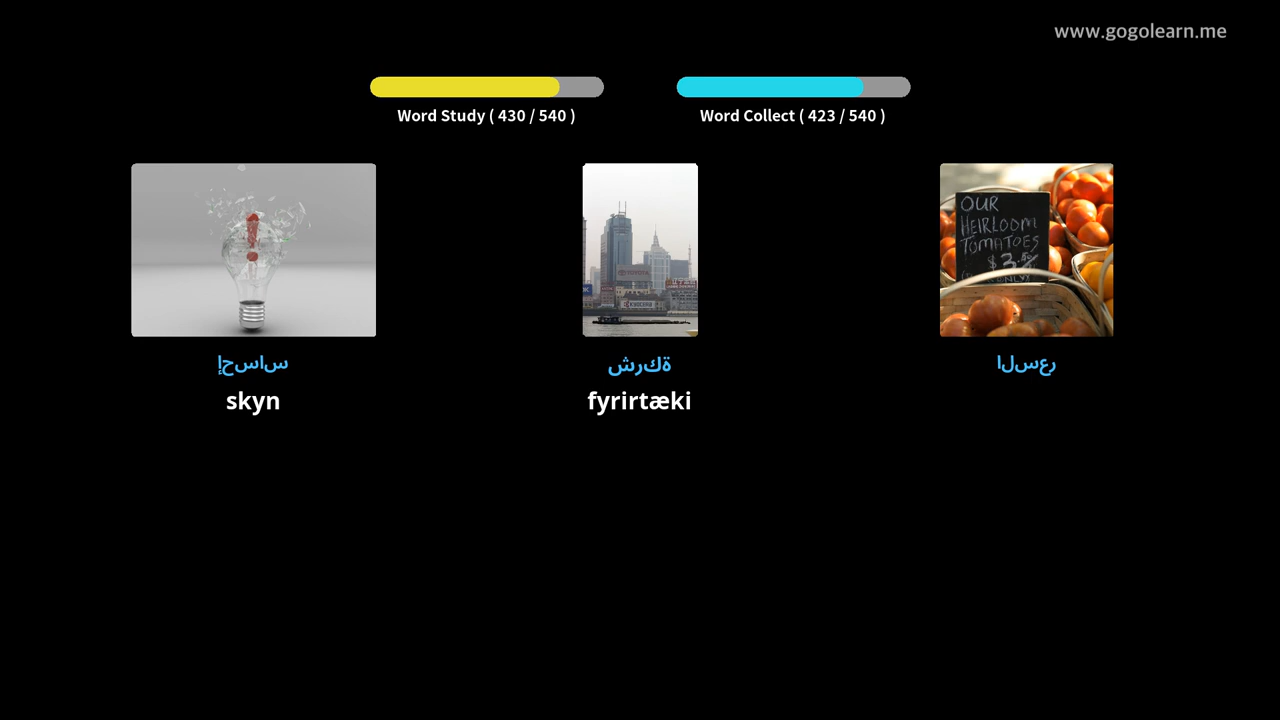 www.gogolearn.me
Word Study ( 430 / 540 )
Word Collect ( 423 / 540 )
TOYOTA
OUR
HEIRLOOM
TOMATOES
إحساس
شركة
السعر
skyn
fyrirtæki